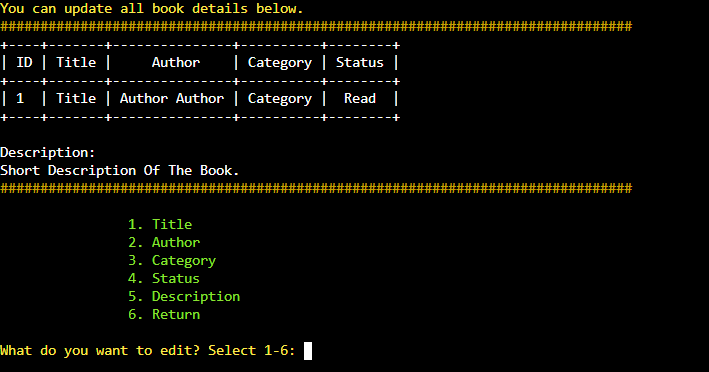 You can update all book details below.
###############################################################################
+----+-------+---------------+----------+--------+
| ID | Title |     Author    | Category | Status |
+----+-------+---------------+----------+--------+
| 1  | Title | Author Author | Category |  Read  |
+----+-------+---------------+----------+--------+
Description:
Short Description Of The Book.
###############################################################################
1. Title
2. Author
3. Category
4. Status
5. Description
6. Return
What do you want to edit? Select 1-6: